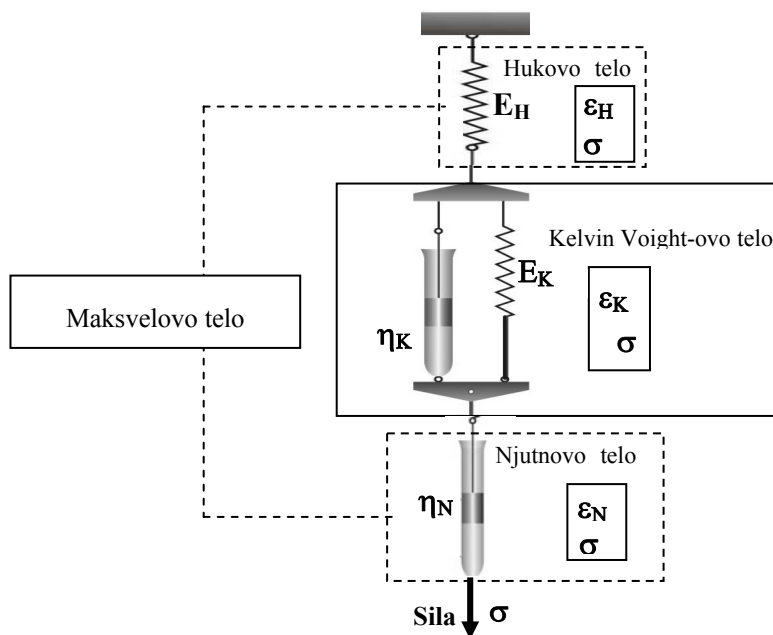 Hukovo telo
E_H
ε_H
σ
Kelvin Voight-ovo telo
E_K
ε_K
σ
η_K
Maksvelovo telo
Njutnovo telo
η_N
ε_N
σ
Sila σ